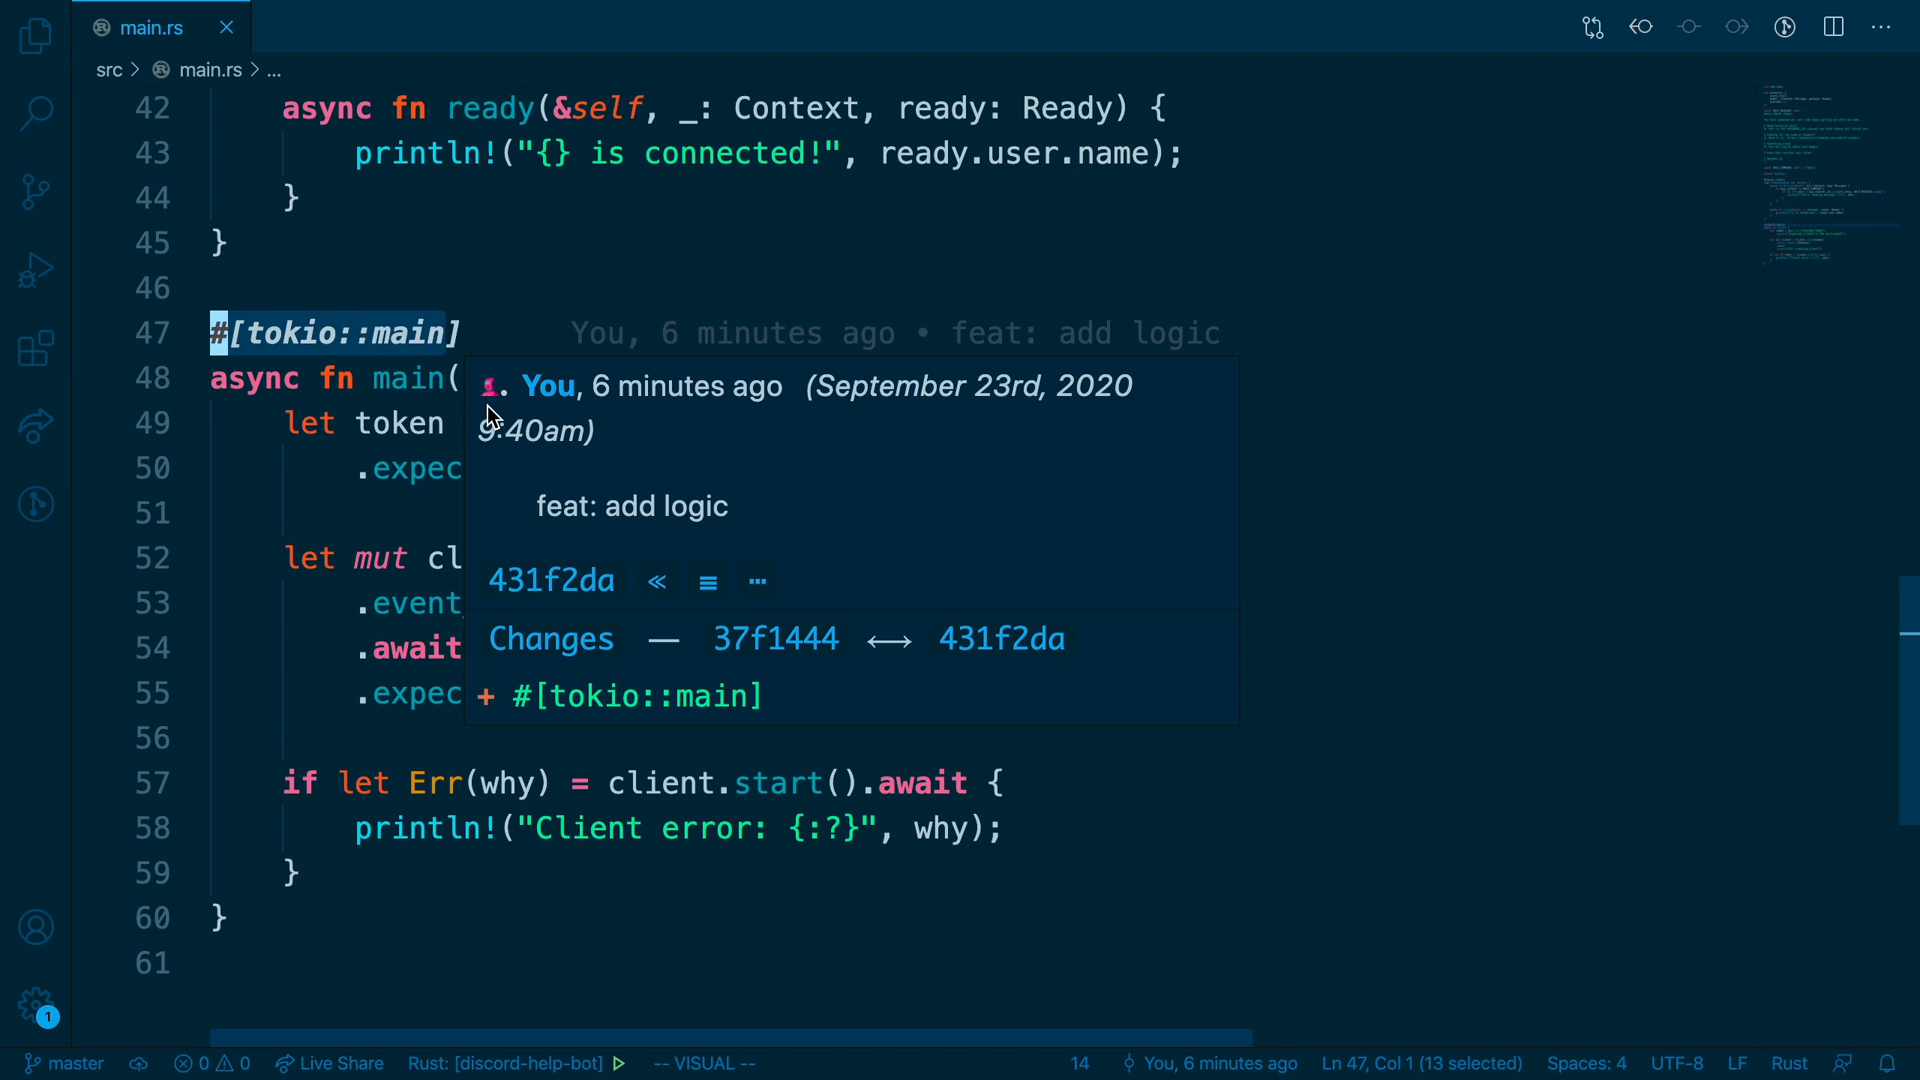 main.rs
src > main.rs > ...
42 async fn ready(&self, _: Context, ready: Ready) {
43 println!("{} is connected!", ready.user.name);
44 }
45 }
46
47 #[tokio::main] You, 6 minutes ago • feat: add logic
48 async fn main(
You, 6 minutes ago (September 23rd, 2020
9:40am)
49 let token
50 .expec
feat: add logic
51
52 let mut cl
431f2da « ≡ ···
53 .event
54 .await
Changes — 37f1444 ⟷ 431f2da
55 .expec
+ #[tokio::main]
56
57 if let Err(why) = client.start().await {
58 println!("Client error: {:?}", why);
59 }
60 }
61
1
master 0 0 Live Share Rust: [discord-help-bot] -- VISUAL -- 14 You, 6 minutes ago Ln 47, Col 1 (13 selected) Spaces: 4 UTF-8 LF Rust